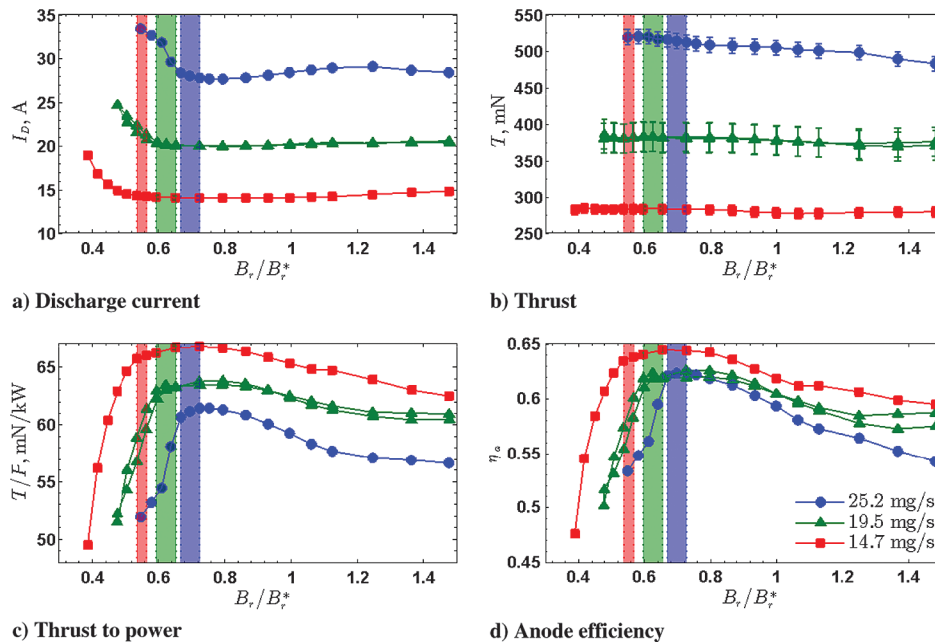 35
30
25
20
15
10
I_D, A
0.4 0.6 0.8 1 1.2 1.4
B_r/B_r^*
a) Discharge current
550
500
450
400
350
300
250
T, mN
0.4 0.6 0.8 1 1.2 1.4
B_r/B_r^*
b) Thrust
65
60
55
50
T/P, mN/kW
0.4 0.6 0.8 1 1.2 1.4
B_r/B_r^*
c) Thrust to power
0.65
0.6
0.55
0.5
0.45
η_a
25.2 mg/s
19.5 mg/s
14.7 mg/s
0.4 0.6 0.8 1 1.2 1.4
B_r/B_r^*
d) Anode efficiency